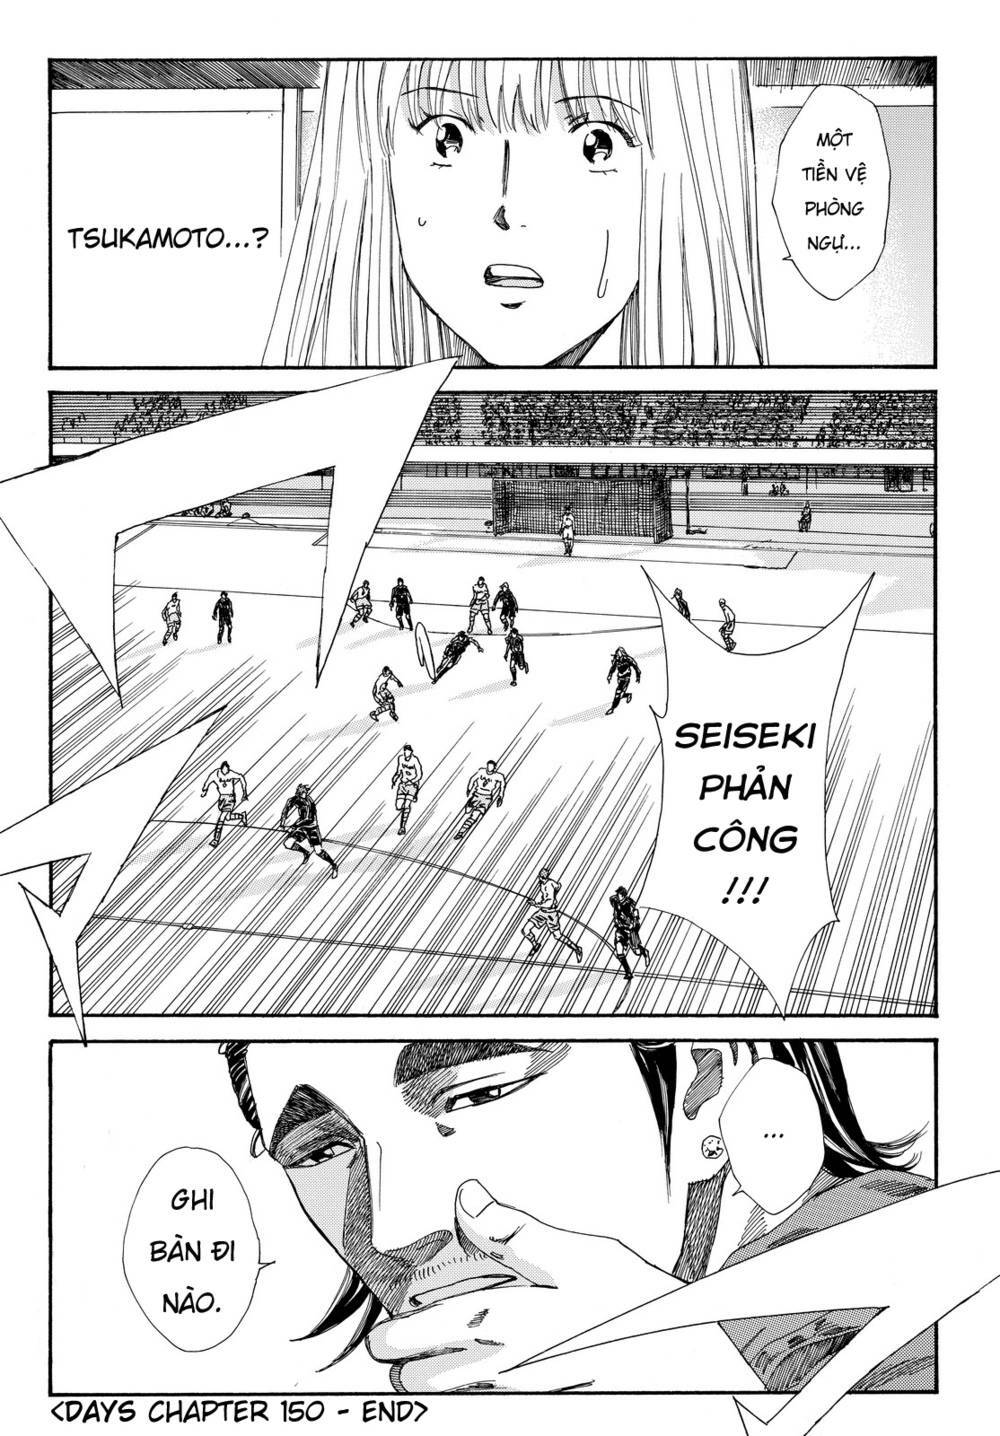 MỘT
TIỀN VỆ
PHÒNG
NGỰ...
TSUKAMOTO...?
SEISEKI
PHẢN
CÔNG
!!!
...
GHI
BÀN ĐI
NÀO.
<DAYS CHAPTER 150 - END>